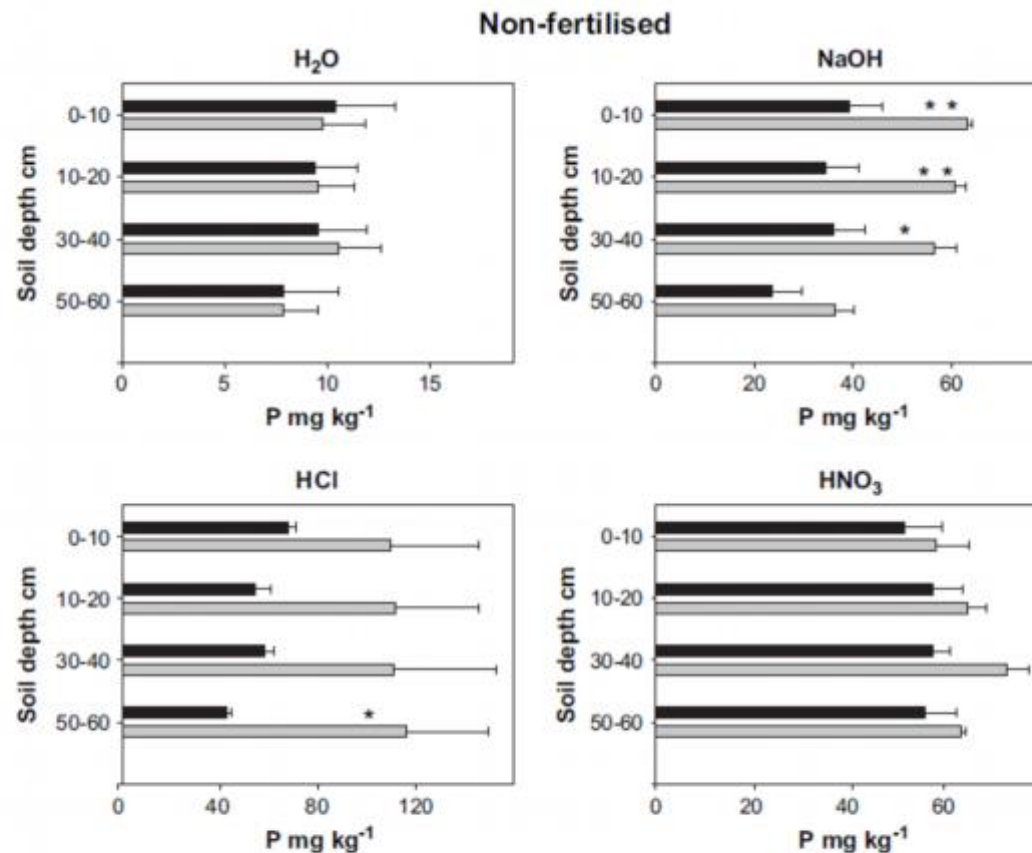 Non-fertilised
H₂O
Soil depth cm
0-10
10-20
30-40
50-60
0 5 10 15
P mg kg⁻¹
NaOH
Soil depth cm
0-10
* *
10-20
* *
30-40
*
50-60
0 20 40 60
P mg kg⁻¹
HCl
Soil depth cm
0-10
10-20
30-40
50-60
*
0 40 80 120
P mg kg⁻¹
HNO₃
Soil depth cm
0-10
10-20
30-40
50-60
0 20 40 60
P mg kg⁻¹